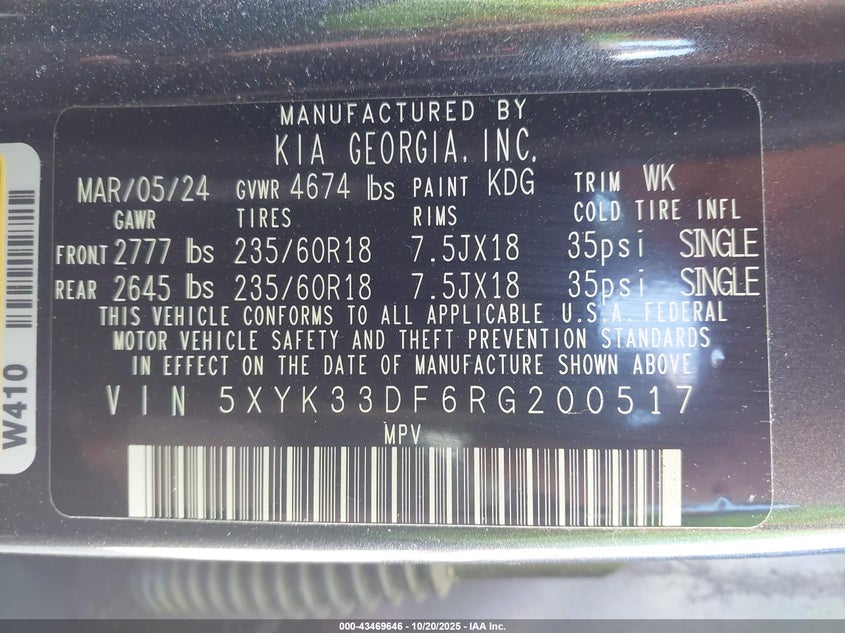 MANUFACTURED BY
KIA GEORGIA, INC.
MAR/05/24 GVWR 4674 lbs PAINT KDG TRIM WK
GAWR TIRES RIMS COLD TIRE INFL
FRONT 2777 lbs 235/60R18 7.5JX18 35psi SINGLE
REAR 2645 lbs 235/60R18 7.5JX18 35psi SINGLE
THIS VEHICLE CONFORMS TO ALL APPLICABLE U.S.A. FEDERAL
MOTOR VEHICLE SAFETY AND THEFT PREVENTION STANDARDS
IN EFFECT ON THE DATE OF MANUFACTURE SHOWN ABOVE
VIN 5XYK33DF6RG200517
MPV
W410
000-43469646 - 10/20/2025 - IAA Inc.